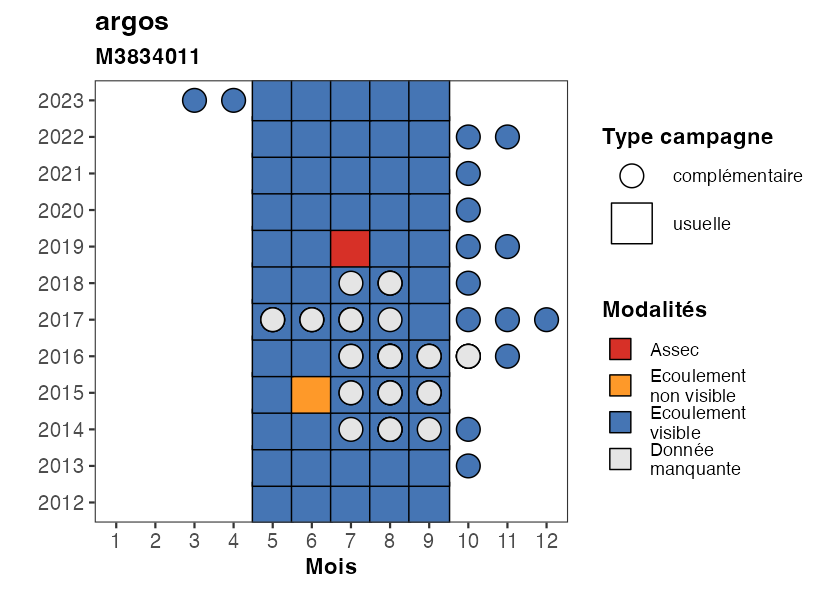 argos
M3834011
2023
2022
2021
2020
2019
2018
2017
2016
2015
2014
2013
2012
1 2 3 4 5 6 7 8 9 10 11 12
Mois
Type campagne
complémentaire
usuelle
Modalités
Assec
Ecoulement
non visible
Ecoulement
visible
Donnée
manquante